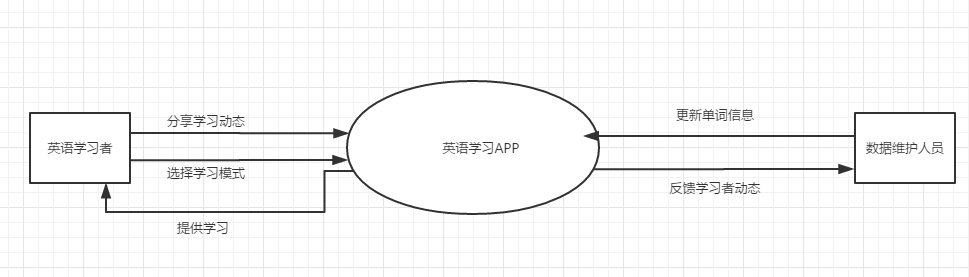 分享学习动态
更新单词信息
英语学习者
英语学习APP
数据维护人员
选择学习模式
反馈学习者动态
提供学习